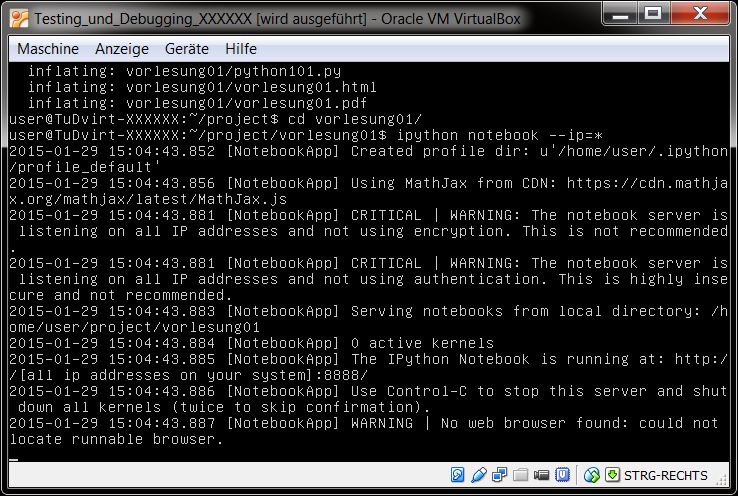 Testing_und_Debugging_XXXXXX [wird ausgeführt] - Oracle VM VirtualBox
Maschine Anzeige Geräte Hilfe
inflating: vorlesung01/python101.py
inflating: vorlesung01/vorlesung01.html
inflating: vorlesung01/vorlesung01.pdf
user@TuDvirt-XXXXXX:~/project$ cd vorlesung01/
user@TuDvirt-XXXXXX:~/project/vorlesung01$ ipython notebook --ip=*
2015-01-29 15:04:43.852 [NotebookApp] Created profile dir: u'/home/user/.ipython
/profile_default'
2015-01-29 15:04:43.856 [NotebookApp] Using MathJax from CDN: https://cdn.mathja
x.org/mathjax/latest/MathJax.js
2015-01-29 15:04:43.881 [NotebookApp] CRITICAL | WARNING: The notebook server is
listening on all IP addresses and not using encryption. This is not recommended
.
2015-01-29 15:04:43.881 [NotebookApp] CRITICAL | WARNING: The notebook server is
listening on all IP addresses and not using authentication. This is highly inse
cure and not recommended.
2015-01-29 15:04:43.883 [NotebookApp] Serving notebooks from local directory: /h
ome/user/project/vorlesung01
2015-01-29 15:04:43.884 [NotebookApp] 0 active kernels
2015-01-29 15:04:43.885 [NotebookApp] The IPython Notebook is running at: http:/
/[all ip addresses on your system]:8888/
2015-01-29 15:04:43.886 [NotebookApp] Use Control-C to stop this server and shut
down all kernels (twice to skip confirmation).
2015-01-29 15:04:43.887 [NotebookApp] WARNING | No web browser found: could not
locate runnable browser.
STRG-RECHTS